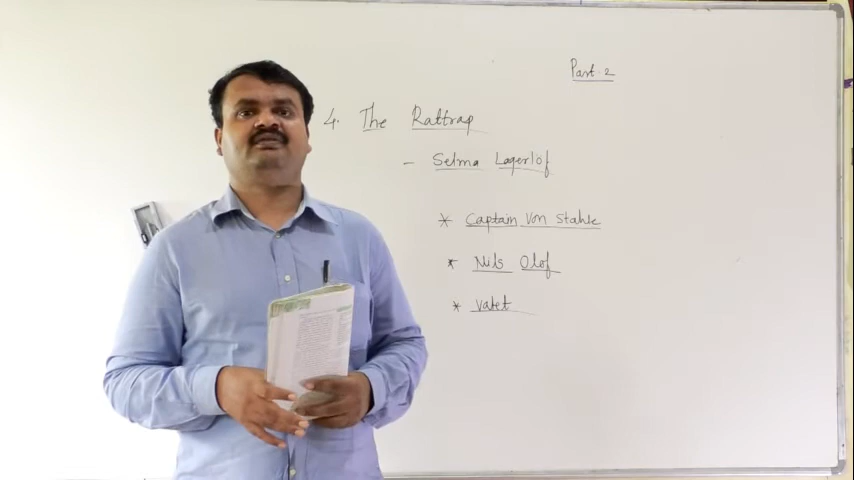 Part-2
4. The Rattrap
- Selma Lagerlof
* Captain Von Stahle
* Nils Olof
* Valet